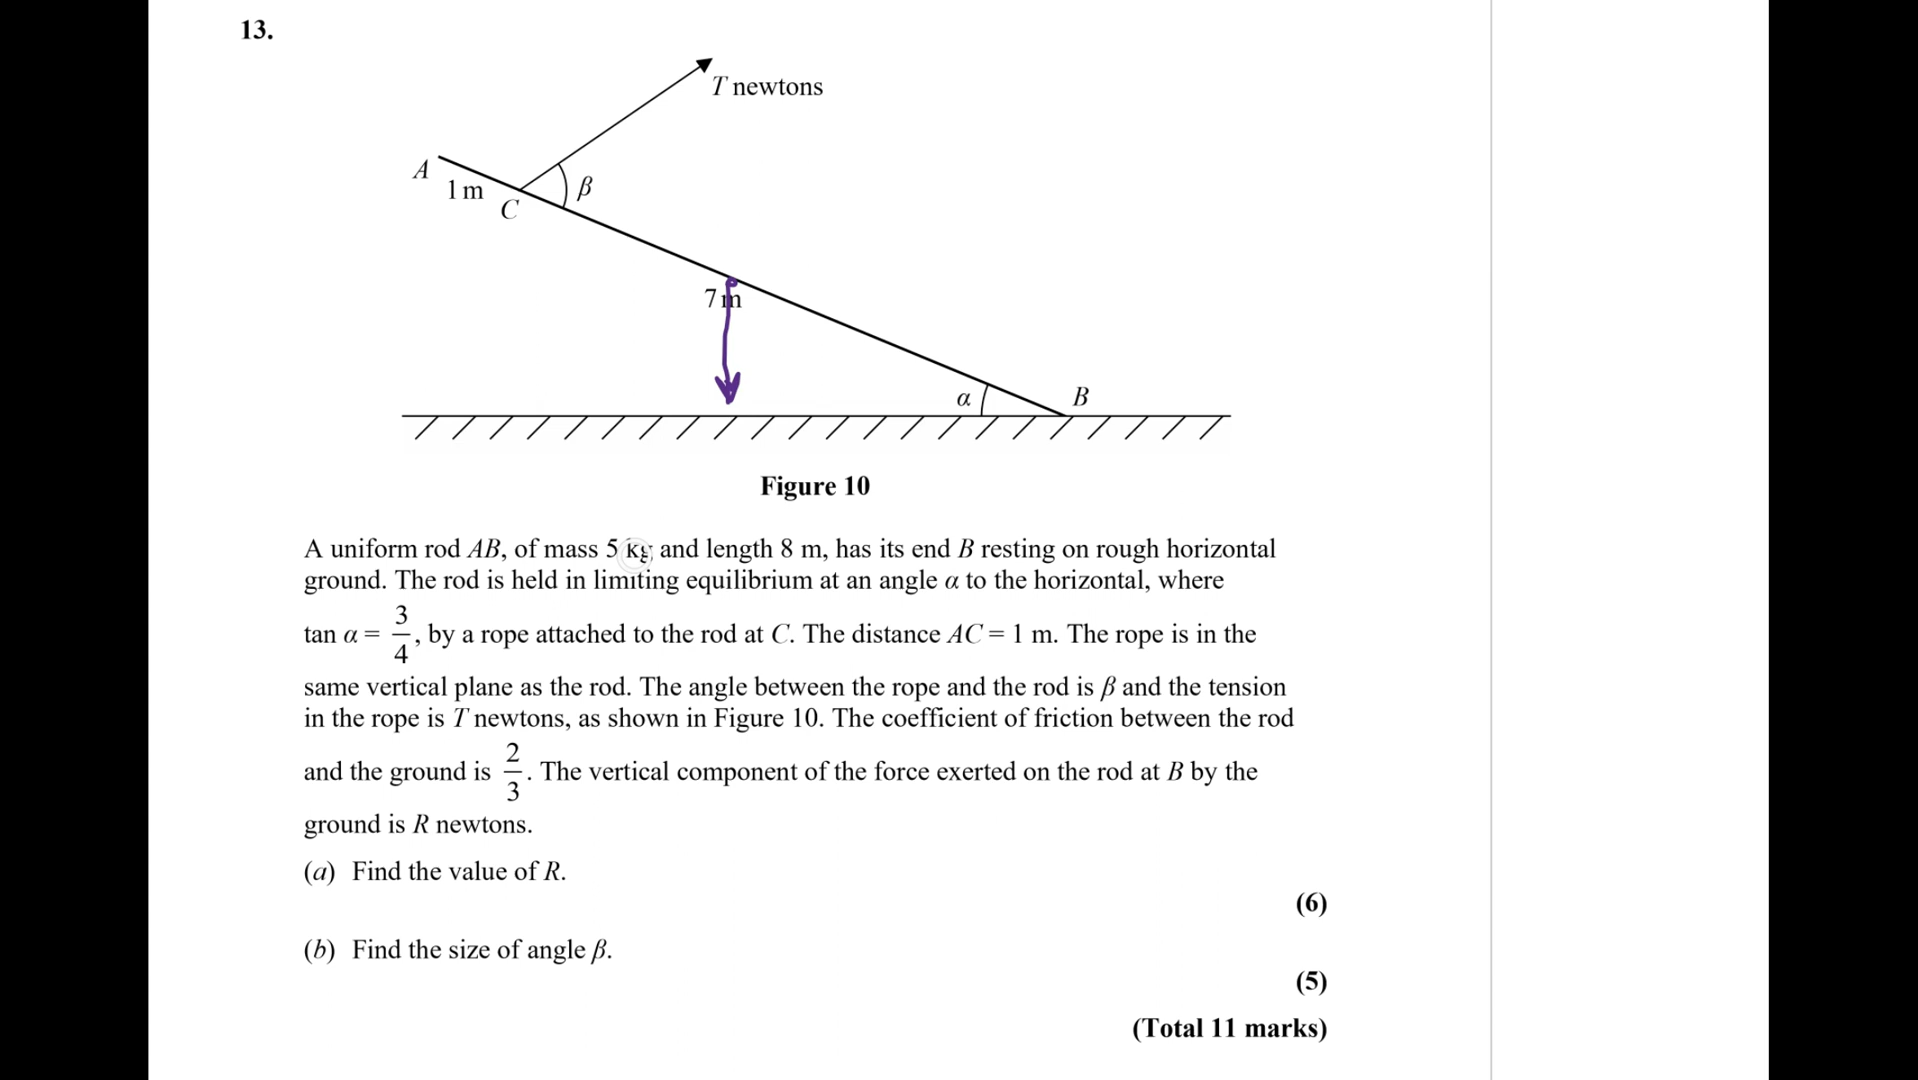 13.
T newtons
A
1 m
C
β
7 m
α
B
Figure 10
A uniform rod AB, of mass 5 kg and length 8 m, has its end B resting on rough horizontal
ground. The rod is held in limiting equilibrium at an angle α to the horizontal, where
tan α = 3/4, by a rope attached to the rod at C. The distance AC = 1 m. The rope is in the
same vertical plane as the rod. The angle between the rope and the rod is β and the tension
in the rope is T newtons, as shown in Figure 10. The coefficient of friction between the rod
and the ground is 2/3. The vertical component of the force exerted on the rod at B by the
ground is R newtons.
(a) Find the value of R.
(6)
(b) Find the size of angle β.
(5)
(Total 11 marks)